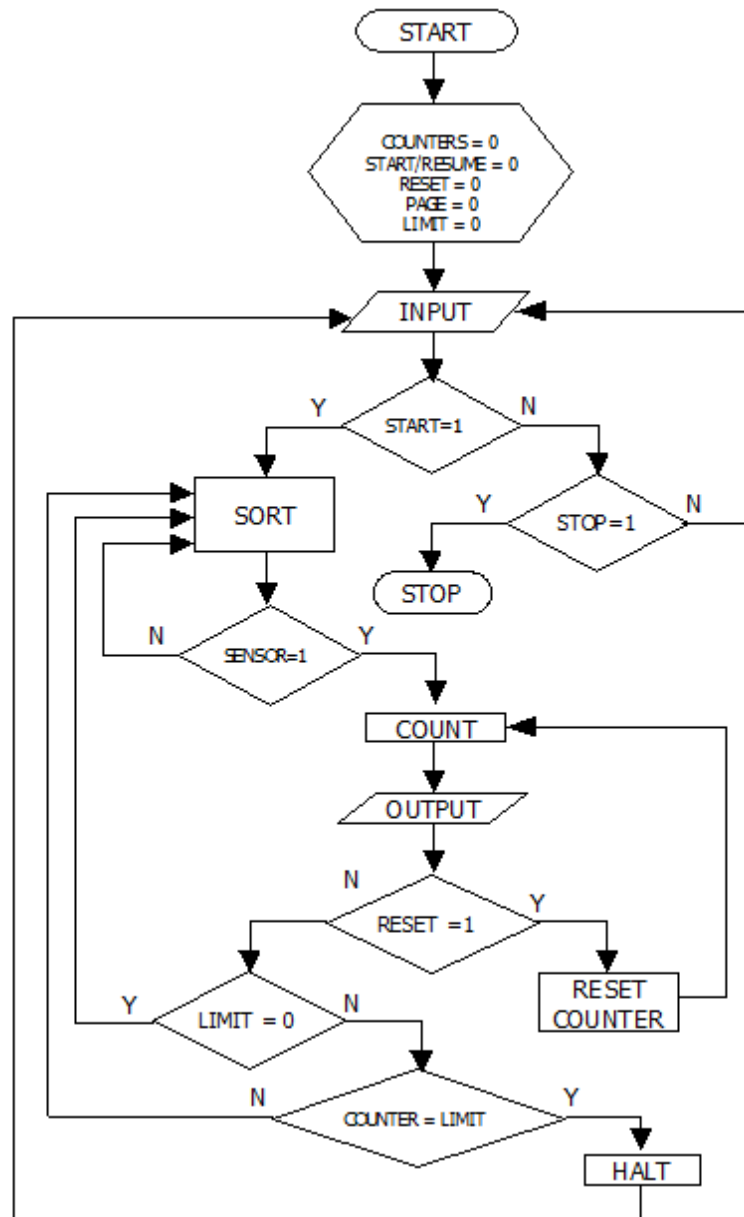 START
COUNTERS = 0
START/RESUME = 0
RESET = 0
PAGE = 0
LIMIT = 0
INPUT
Y
START=1
N
SORT
Y
STOP=1
N
STOP
N
SENSOR=1
Y
COUNT
OUTPUT
N
RESET =1
Y
RESET
COUNTER
Y
LIMIT = 0
N
N
COUNTER = LIMIT
Y
HALT